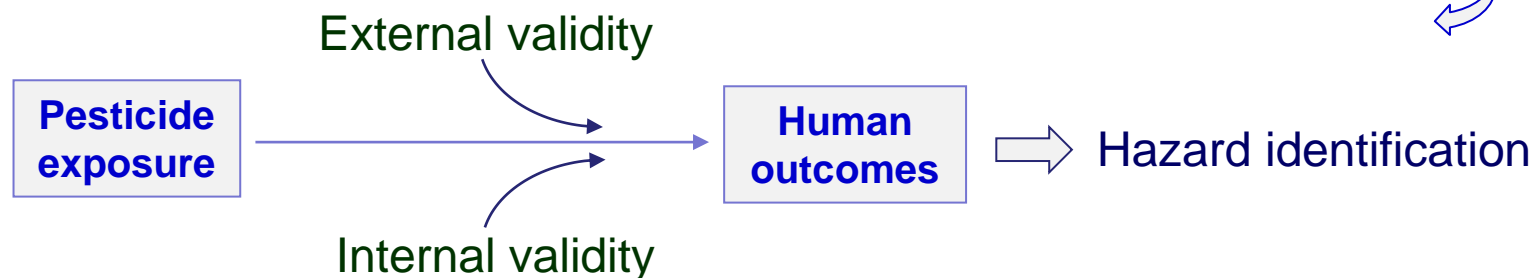 External validity
Pesticide
exposure
Human
outcomes
Hazard identification
Internal validity